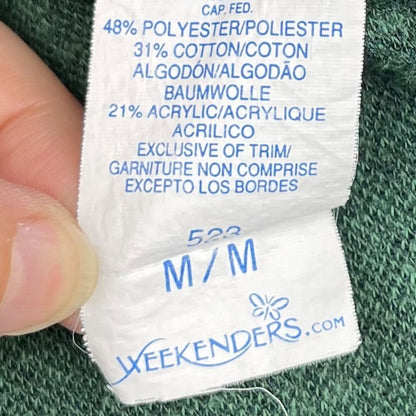 CAP. FED.
48% POLYESTER/POLIESTER
31% COTTON/COTON
ALGODÓN/ALGODÃO
BAUMWOLLE
21% ACRYLIC/ACRYLIQUE
ACRILICO
EXCLUSIVE OF TRIM/
GARNITURE NON COMPRISE
EXCEPTO LOS BORDES
M/M
WEEKENDERS.COM